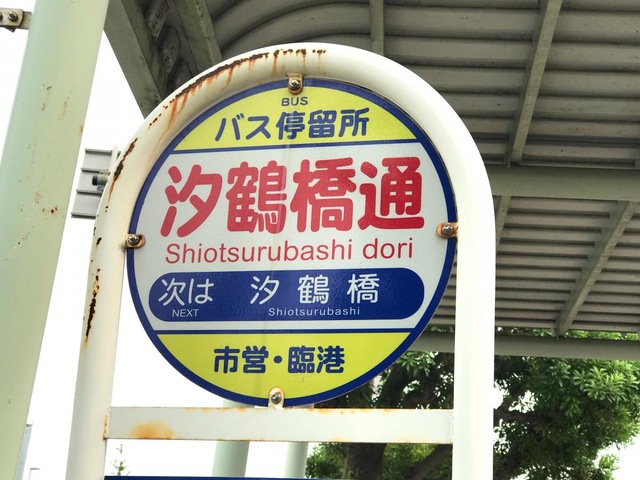 BUS
バス停留所
汐鶴橋通
Shiotsurubashi dori
次は 汐鶴橋
NEXT Shiotsurubashi
市営・臨港